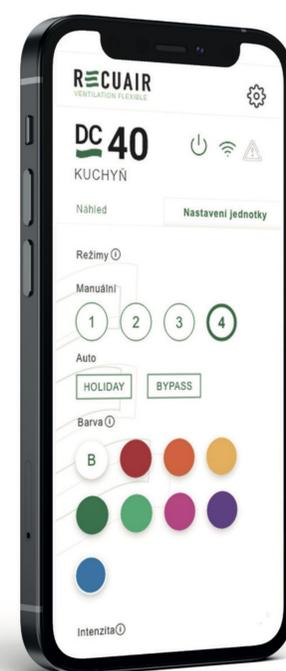 RECUAIR
VENTILATION FLEXIBLE
DC 40
KUCHYŇ
Náhled
Nastavení jednotky
Režimy i
Manuální
1 2 3 4
Auto
HOLIDAY BYPASS
Barva i
B
Intenzita i